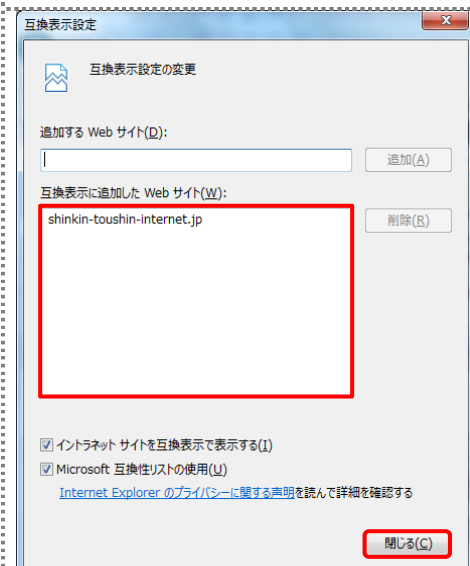 互換表示設定
互換表示設定の変更
追加する Web サイト(D):
追加(A)
互換表示に追加した Web サイト(W):
shinkin-toushin-internet.jp
削除(R)
イントラネット サイトを互換表示で表示する(I)
Microsoft 互換性リストの使用(U)
Internet Explorer のプライバシーに関する声明を読んで詳細を確認する
閉じる(C)